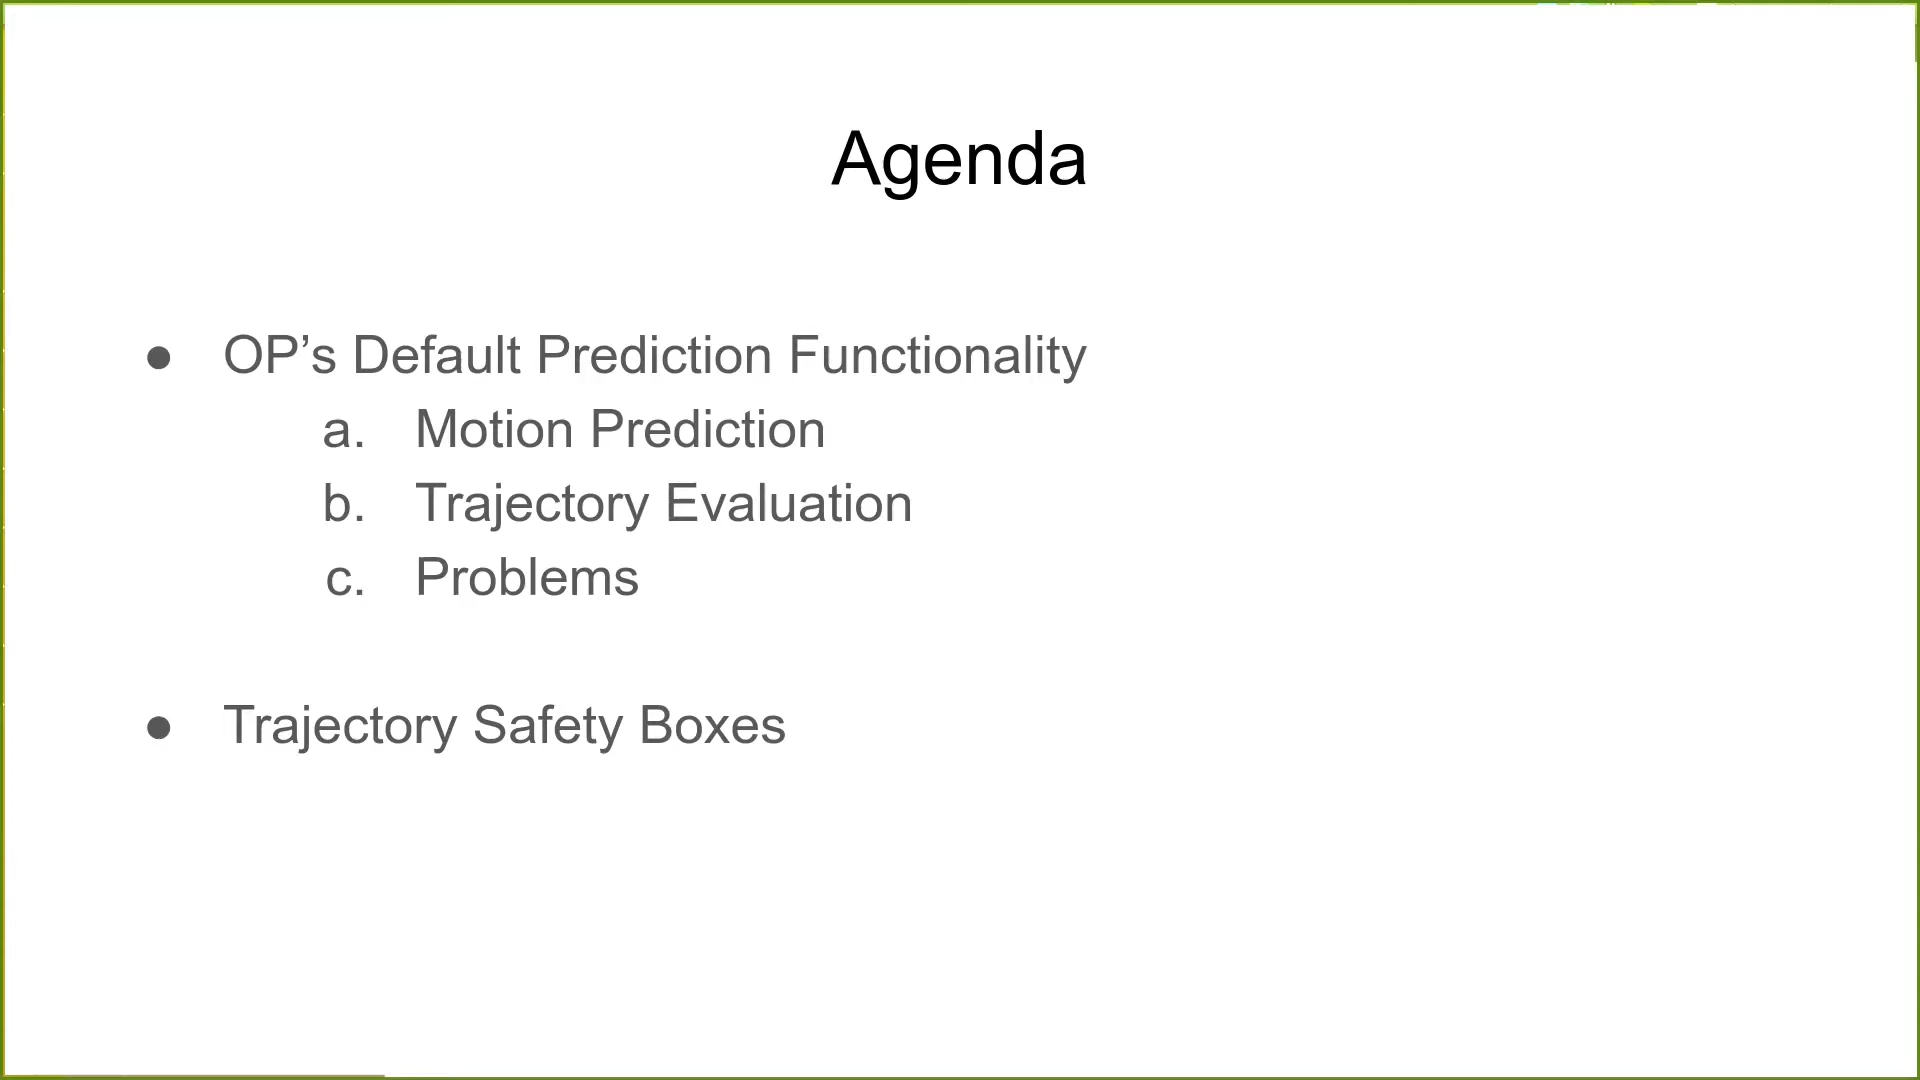 Agenda
● OP’s Default Prediction Functionality
a. Motion Prediction
b. Trajectory Evaluation
c. Problems
● Trajectory Safety Boxes